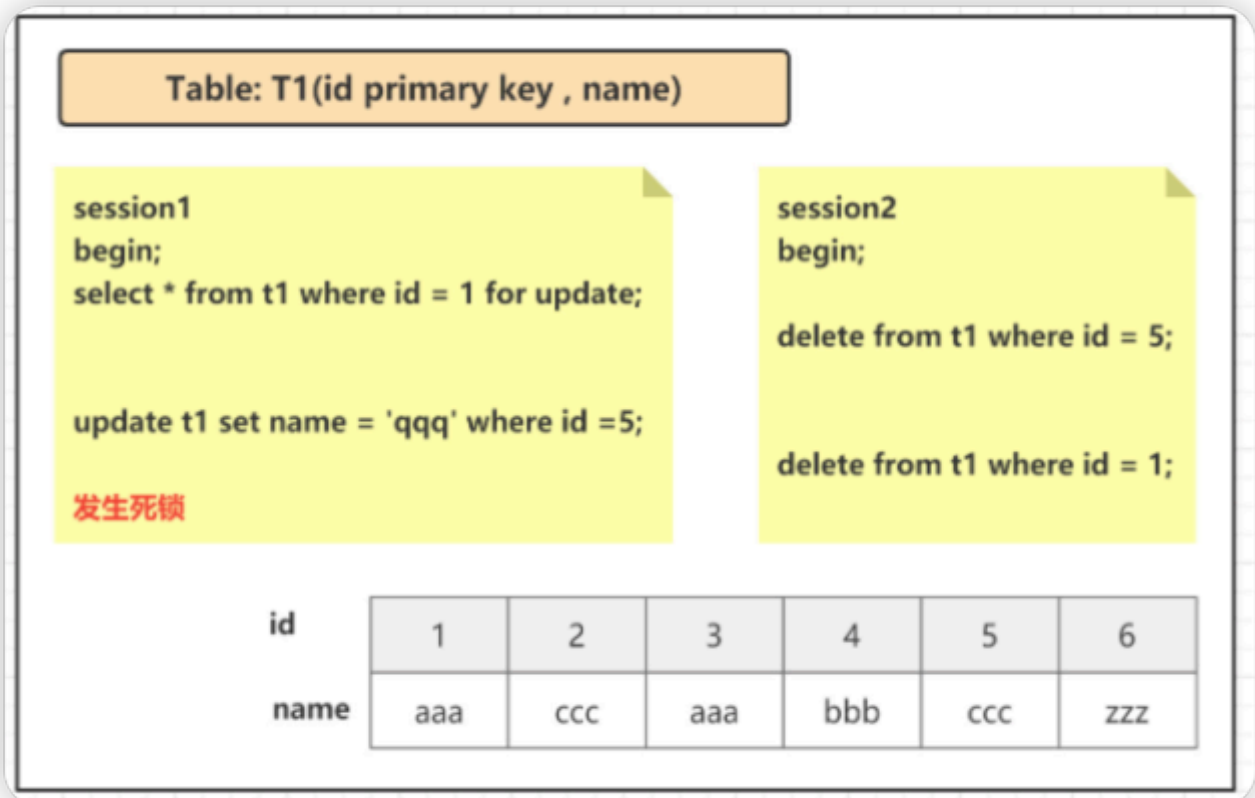 Table: T1(id primary key , name)
session1
begin;
select * from t1 where id = 1 for update;
update t1 set name = 'qqq' where id =5;
发生死锁
session2
begin;
delete from t1 where id = 5;
delete from t1 where id = 1;
id 1 2 3 4 5 6
name aaa ccc aaa bbb ccc zzz